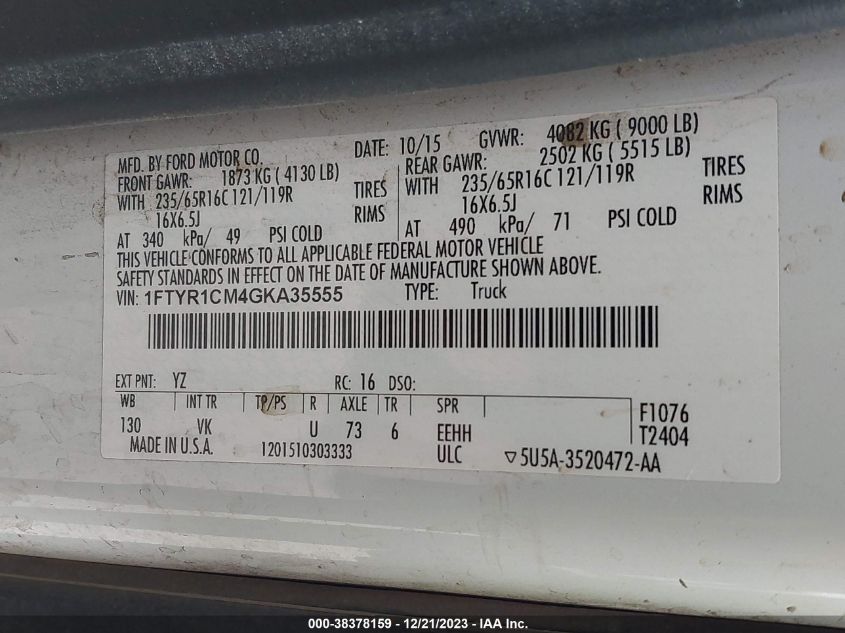 MFD. BY FORD MOTOR CO. DATE: 10/15 GVWR: 4082 KG ( 9000 LB)
FRONT GAWR: 1873 KG ( 4130 LB) REAR GAWR: 2502 KG ( 5515 LB)
WITH 235/65R16C 121/119R TIRES WITH 235/65R16C 121/119R TIRES
16X6.5J RIMS 16X6.5J RIMS
AT 340 kPa/ 49 PSI COLD AT 490 kPa/ 71 PSI COLD
THIS VEHICLE CONFORMS TO ALL APPLICABLE FEDERAL MOTOR VEHICLE
SAFETY STANDARDS IN EFFECT ON THE DATE OF MANUFACTURE SHOWN ABOVE.
VIN: 1FTYR1CM4GKA35555 TYPE: Truck
EXT PNT: YZ RC: 16 DSO:
WB INT TR TP/PS R AXLE TR SPR F1076
130 VK U 73 6 EEHH T2404
MADE IN U.S.A. 1201510303333 ULC ▽5U5A-3520472-AA
000-38378159 - 12/21/2023 - IAA Inc.